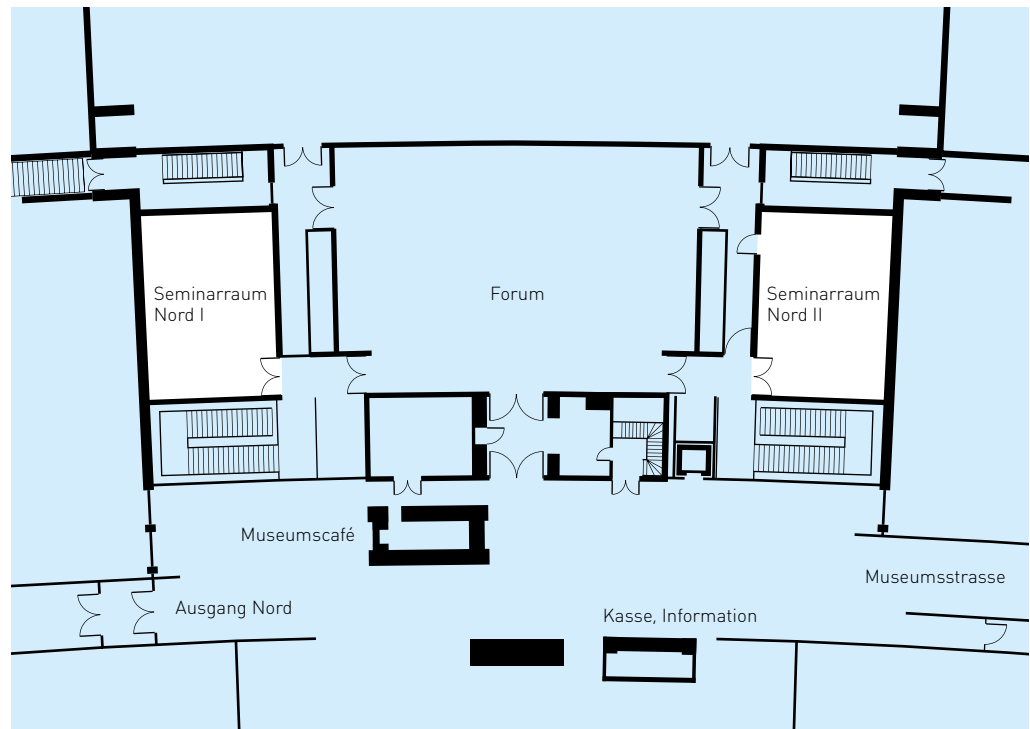 Seminarraum
Nord I
Forum
Seminarraum
Nord II
Museumscafé
Museumsstrasse
Ausgang Nord
Kasse, Information